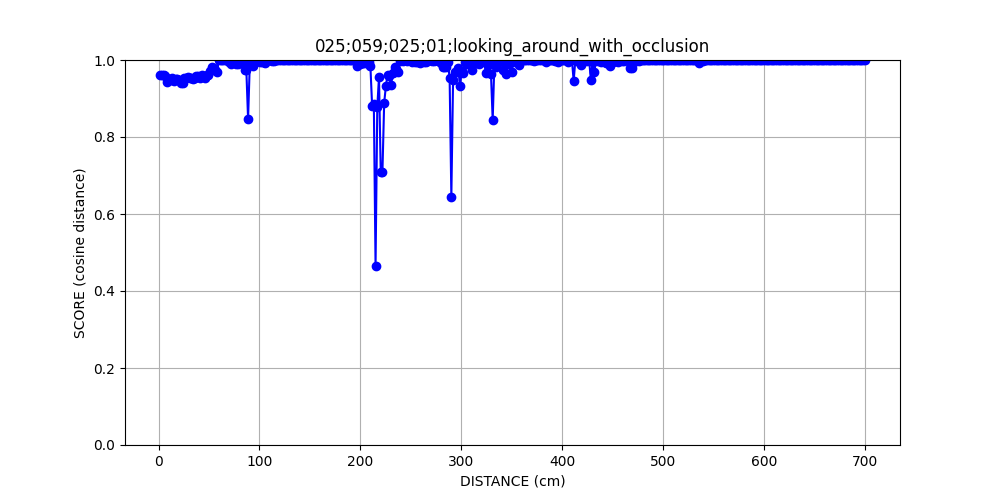 025;059;025;01;looking_around_with_occlusion
1.0
0.8
0.6
0.4
0.2
0.0
SCORE (cosine distance)
0 100 200 300 400 500 600 700
DISTANCE (cm)